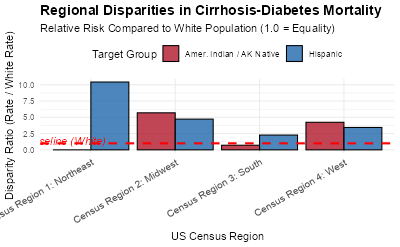 Regional Disparities in Cirrhosis-Diabetes Mortality
Relative Risk Compared to White Population (1.0 = Equality)
Target Group
Amer. Indian / AK Native
Hispanic
Disparity Ratio (Rate / White Rate)
10.0
7.5
5.0
2.5
0.0
seline (White)
sus Region 1: Northeast
Census Region 2: Midwest
Census Region 3: South
Census Region 4: West
US Census Region